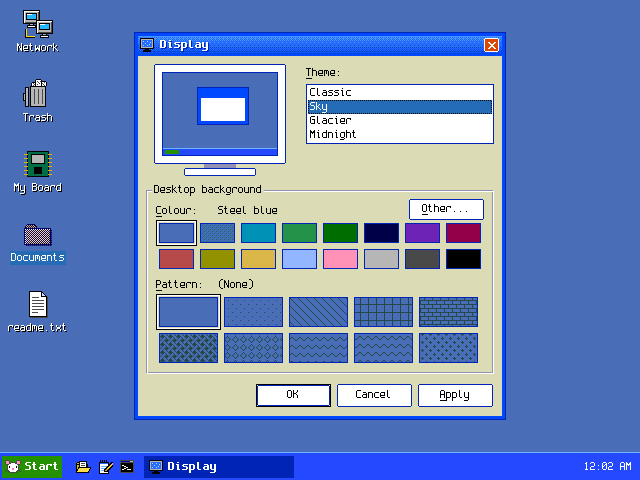 Network
Trash
My Board
Documents
readme.txt
Display
Theme:
Classic
Sky
Glacier
Midnight
Desktop background
Colour: Steel blue
Other...
Pattern: (None)
OK Cancel Apply
Start Display 12:02 AM